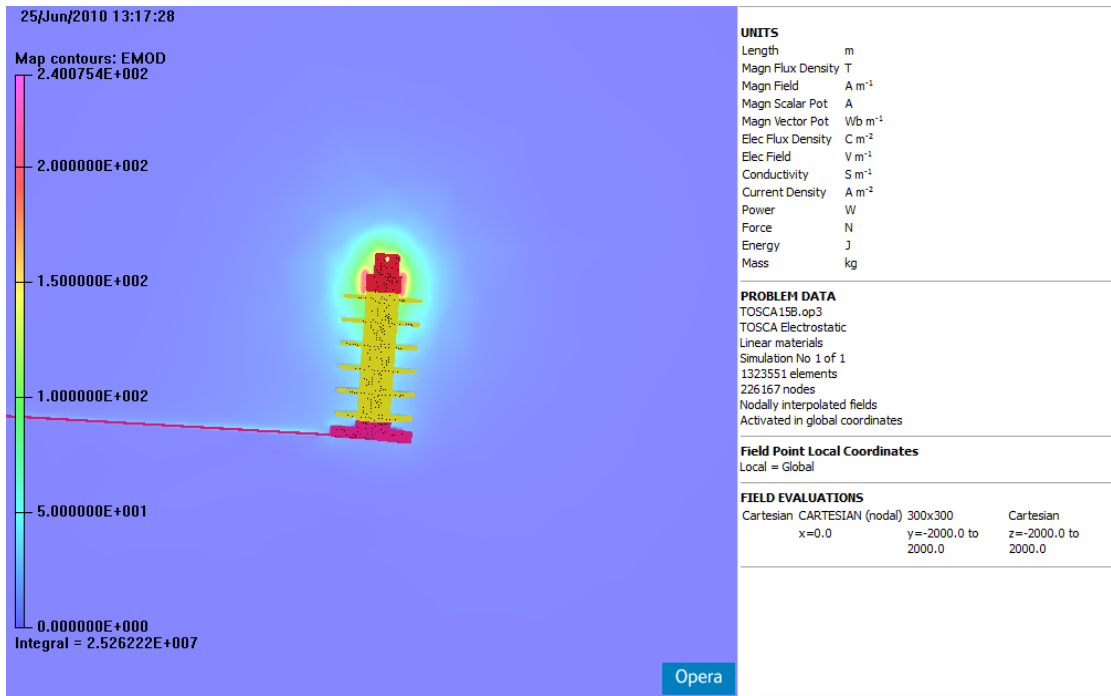 25/Jun/2010 13:17:28
Map contours: EMOD
2.400754E+002
2.000000E+002
1.500000E+002
1.000000E+002
5.000000E+001
0.000000E+000
Integral = 2.526222E+007
Opera
UNITS
Length m
Magn Flux Density T
Magn Field A m⁻¹
Magn Scalar Pot A
Magn Vector Pot Wb m⁻¹
Elec Flux Density C m⁻²
Elec Field V m⁻¹
Conductivity S m⁻¹
Current Density A m⁻²
Power W
Force N
Energy J
Mass kg
PROBLEM DATA
TOSCA15B.op3
TOSCA Electrostatic
Linear materials
Simulation No 1 of 1
1323551 elements
226167 nodes
Nodally interpolated fields
Activated in global coordinates
Field Point Local Coordinates
Local = Global
FIELD EVALUATIONS
Cartesian CARTESIAN (nodal) 300x300 Cartesian
x=0.0 y=-2000.0 to z=-2000.0 to
2000.0 2000.0